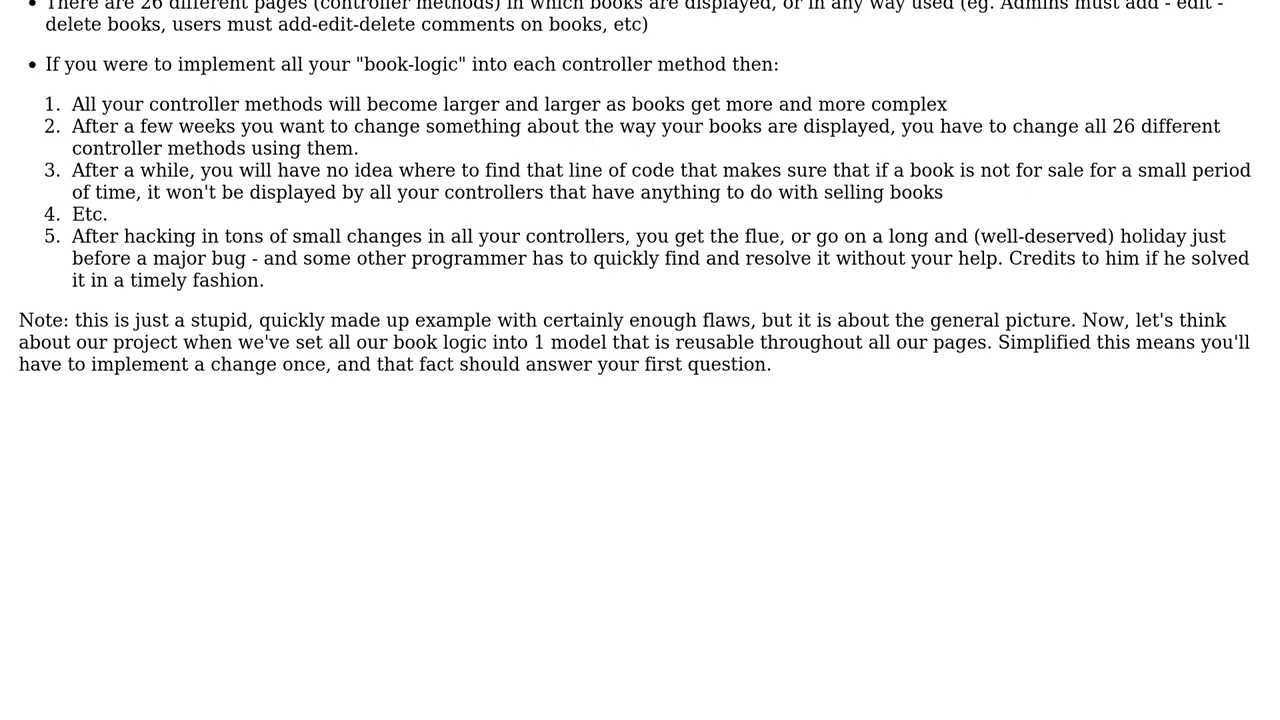 There are 26 different pages (controller methods) in which books are displayed, or in any way used (eg. Admins must add - edit -
delete books, users must add-edit-delete comments on books, etc)
If you were to implement all your "book-logic" into each controller method then:
1. All your controller methods will become larger and larger as books get more and more complex
2. After a few weeks you want to change something about the way your books are displayed, you have to change all 26 different
controller methods using them.
3. After a while, you will have no idea where to find that line of code that makes sure that if a book is not for sale for a small period
of time, it won't be displayed by all your controllers that have anything to do with selling books
4. Etc.
5. After hacking in tons of small changes in all your controllers, you get the flue, or go on a long and (well-deserved) holiday just
before a major bug - and some other programmer has to quickly find and resolve it without your help. Credits to him if he solved
it in a timely fashion.
Note: this is just a stupid, quickly made up example with certainly enough flaws, but it is about the general picture. Now, let's think
about our project when we've set all our book logic into 1 model that is reusable throughout all our pages. Simplified this means you'll
have to implement a change once, and that fact should answer your first question.